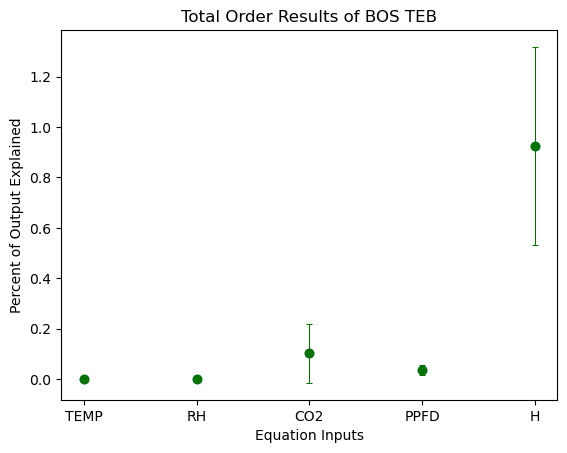 Total Order Results of BOS TEB
Percent of Output Explained
1.2
1.0
0.8
0.6
0.4
0.2
0.0
TEMP RH CO2 PPFD H
Equation Inputs